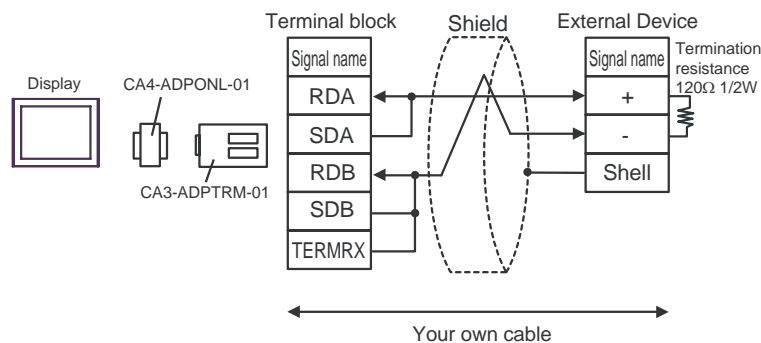 Terminal block
Shield
External Device
Display
CA4-ADPONL-01
CA3-ADPTRM-01
Signal name
RDA
SDA
RDB
SDB
TERMRX
Signal name
+
-
Shell
Termination
resistance
120Ω 1/2W
Your own cable